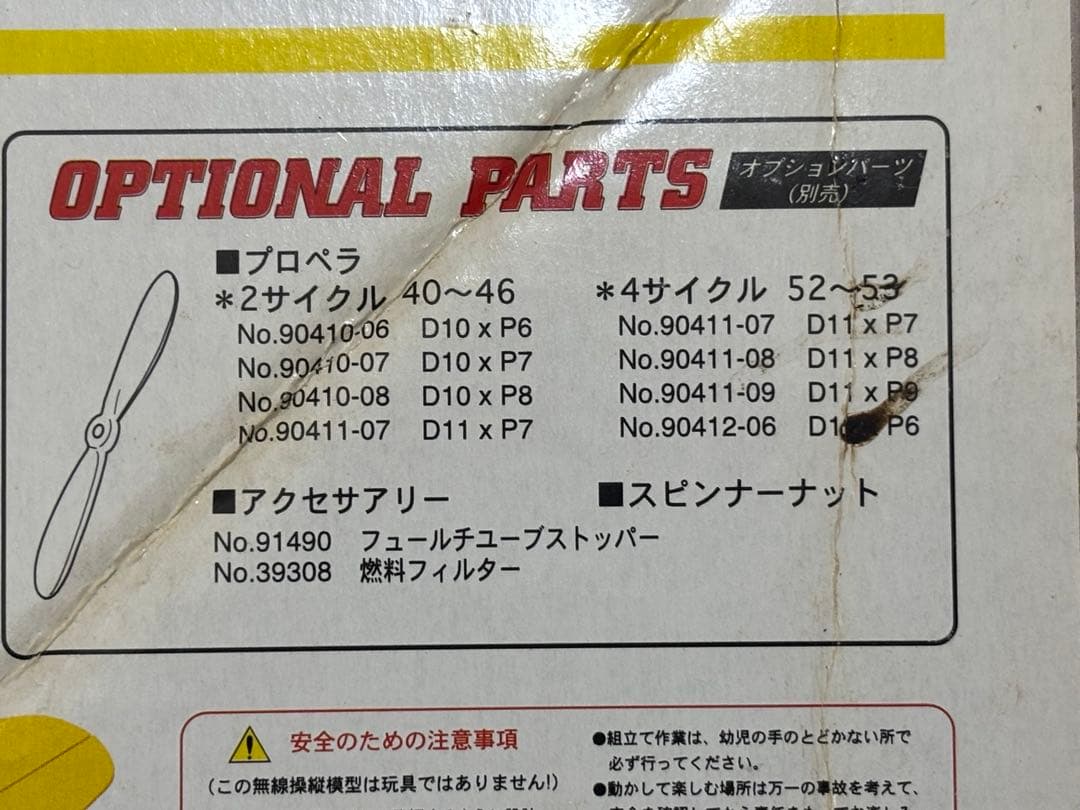 OPTIONAL PARTS
オプションパーツ
(別売)
■プロペラ
*2サイクル 40〜46
No.90410-06 D10 x P6
No.90410-07 D10 x P7
No.90410-08 D10 x P8
No.90411-07 D11 x P7
*4サイクル 52〜53
No.90411-07 D11 x P7
No.90411-08 D11 x P8
No.90411-09 D11 x P9
No.90412-06 P6
■アクセサアリー
No.91490 フュールチユーブストッパー
No.39308 燃料フィルター
■スピンナーナット
安全のための注意事項
(この無線操縦模型は玩具ではありません!)
●組立て作業は、幼児の手のとどかない所で
必ず行ってください。
●動かして楽しむ場所は万一の事故を考えて、